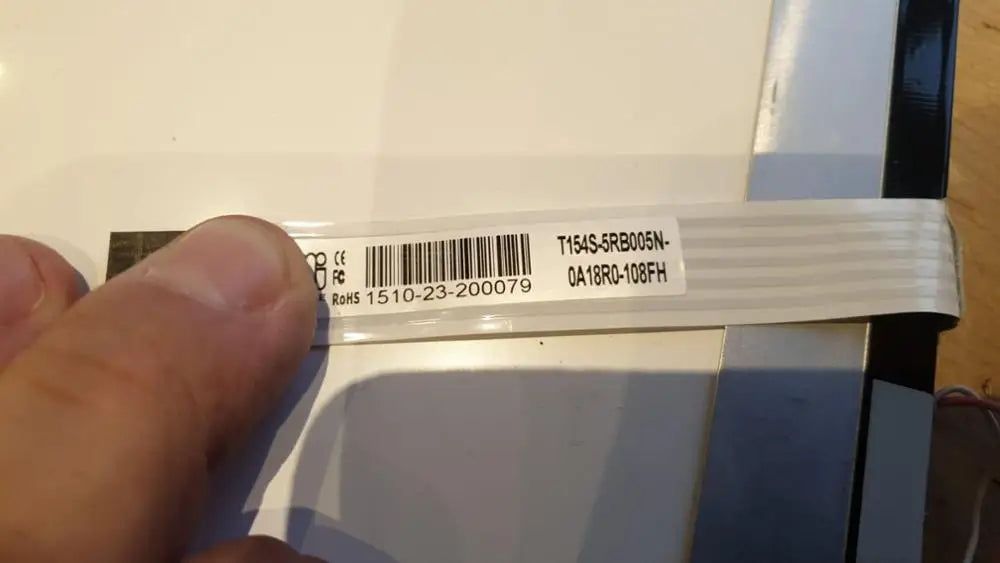 CE
FC
RoHS 1510-23-200079
T154S-5RB005N-
0A18R0-108FH